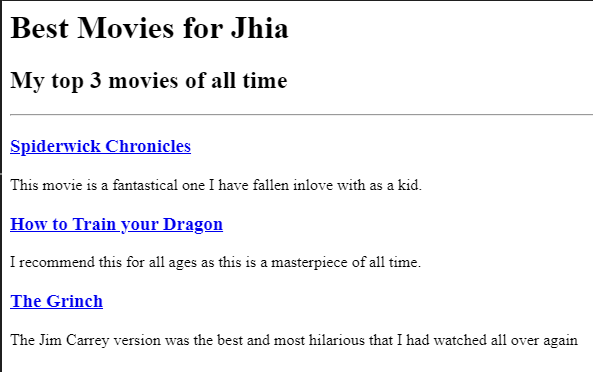 Best Movies for Jhia
My top 3 movies of all time
Spiderwick Chronicles
This movie is a fantastical one I have fallen inlove with as a kid.
How to Train your Dragon
I recommend this for all ages as this is a masterpiece of all time.
The Grinch
The Jim Carrey version was the best and most hilarious that I had watched all over again